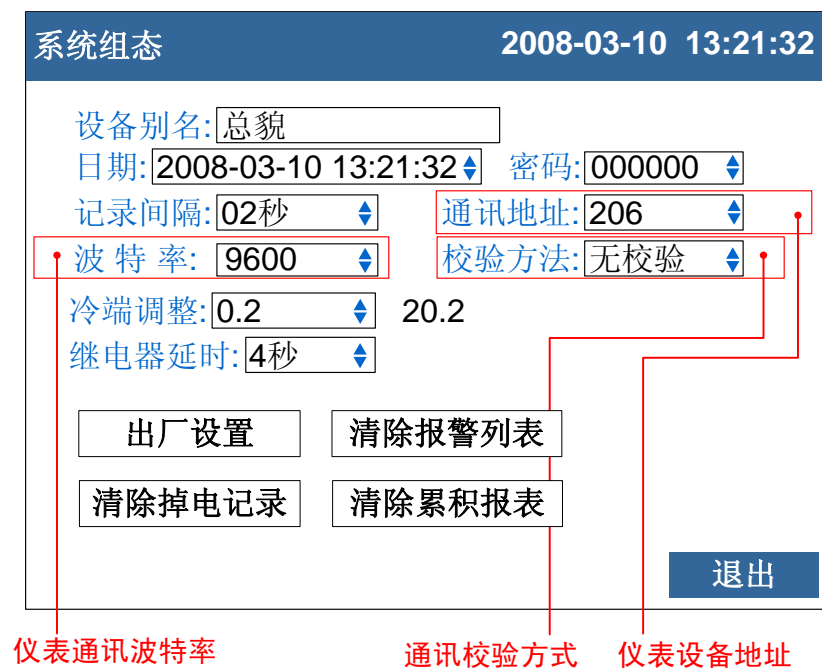 系统组态 2008-03-10 13:21:32
设备别名: 总貌
日期: 2008-03-10 13:21:32 密码: 000000
记录间隔: 02秒 通讯地址: 206
波 特 率: 9600 校验方法: 无校验
冷端调整: 0.2 20.2
继电器延时: 4秒
出厂设置 清除报警列表
清除掉电记录 清除累积报表
退出
仪表通讯波特率 通讯校验方式 仪表设备地址